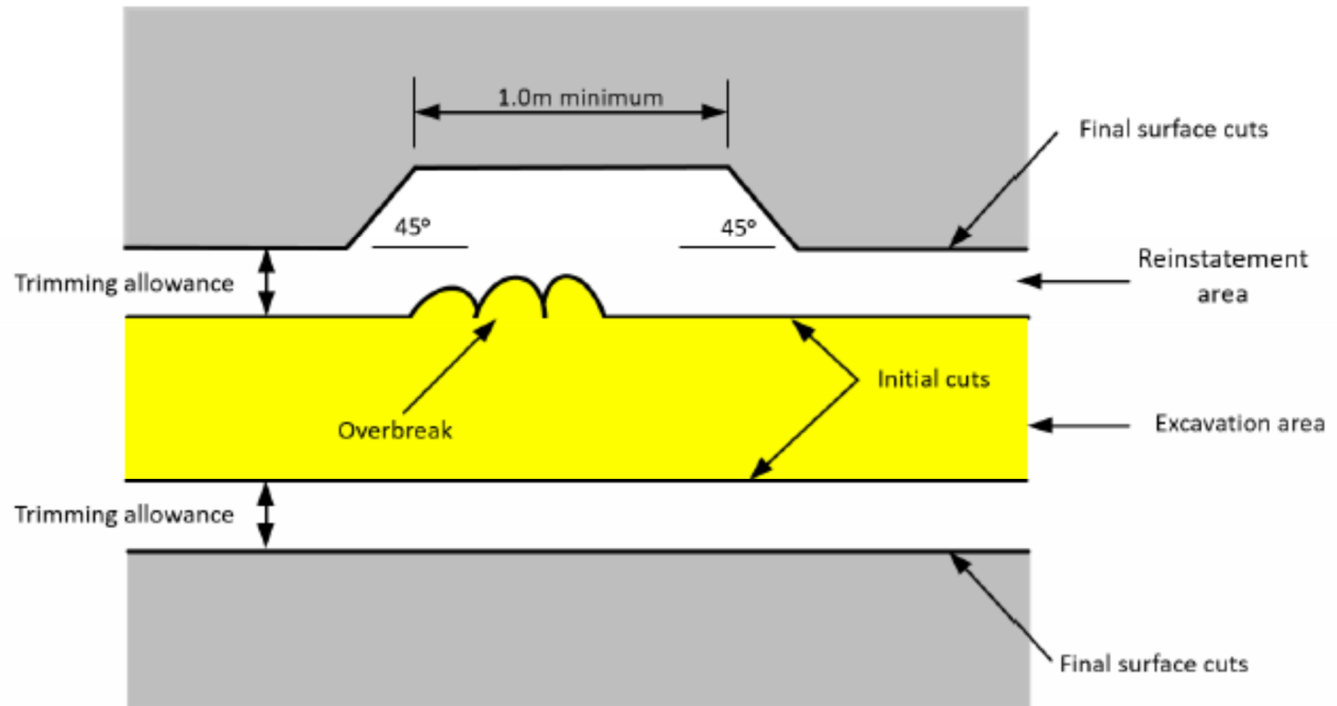 1.0m minimum
Final surface cuts
45°
45°
Trimming allowance
Reinstatement
area
Initial cuts
Overbreak
Excavation area
Trimming allowance
Final surface cuts